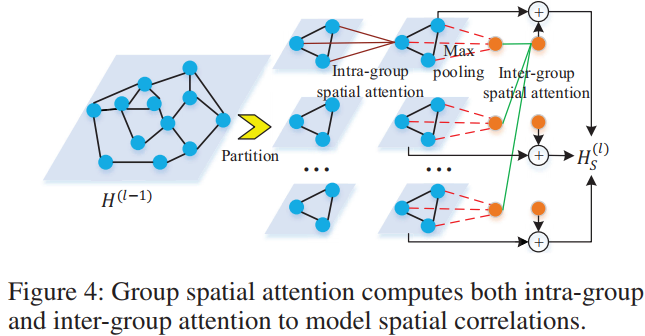 Max
Intra-group
pooling
Inter-group
spatial attention
spatial attention
Partition
... ...
H^{(l-1)}
H_S^{(l)}
Figure 4: Group spatial attention computes both intra-group
and inter-group attention to model spatial correlations.